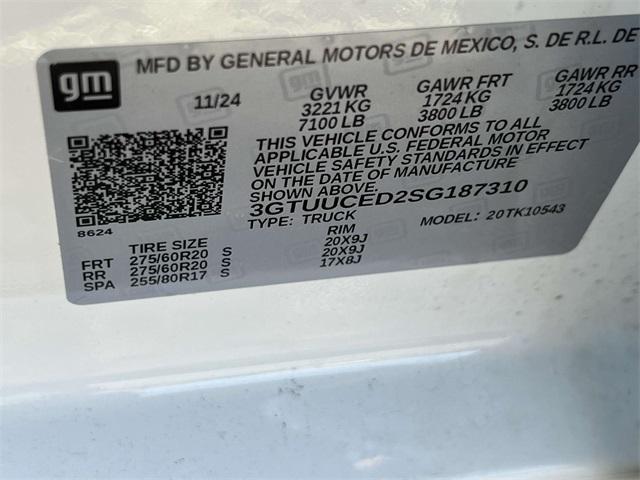 gm
MFD BY GENERAL MOTORS DE MEXICO, S. DE R.L. DE
11/24 GVWR GAWR FRT GAWR RR
3221 KG 1724 KG 1724 KG
7100 LB 3800 LB 3800 LB
THIS VEHICLE CONFORMS TO ALL
APPLICABLE U.S. FEDERAL MOTOR
VEHICLE SAFETY STANDARDS IN EFFECT
ON THE DATE OF MANUFACTURE
SHOWN ABOVE.
3GTUUCED2SG187310
8624
TYPE: TRUCK MODEL: 20TK10543
TIRE SIZE RIM
FRT 275/60R20 S 20X9J
RR 275/60R20 S 20X9J
SPA 255/80R17 S 17X8J